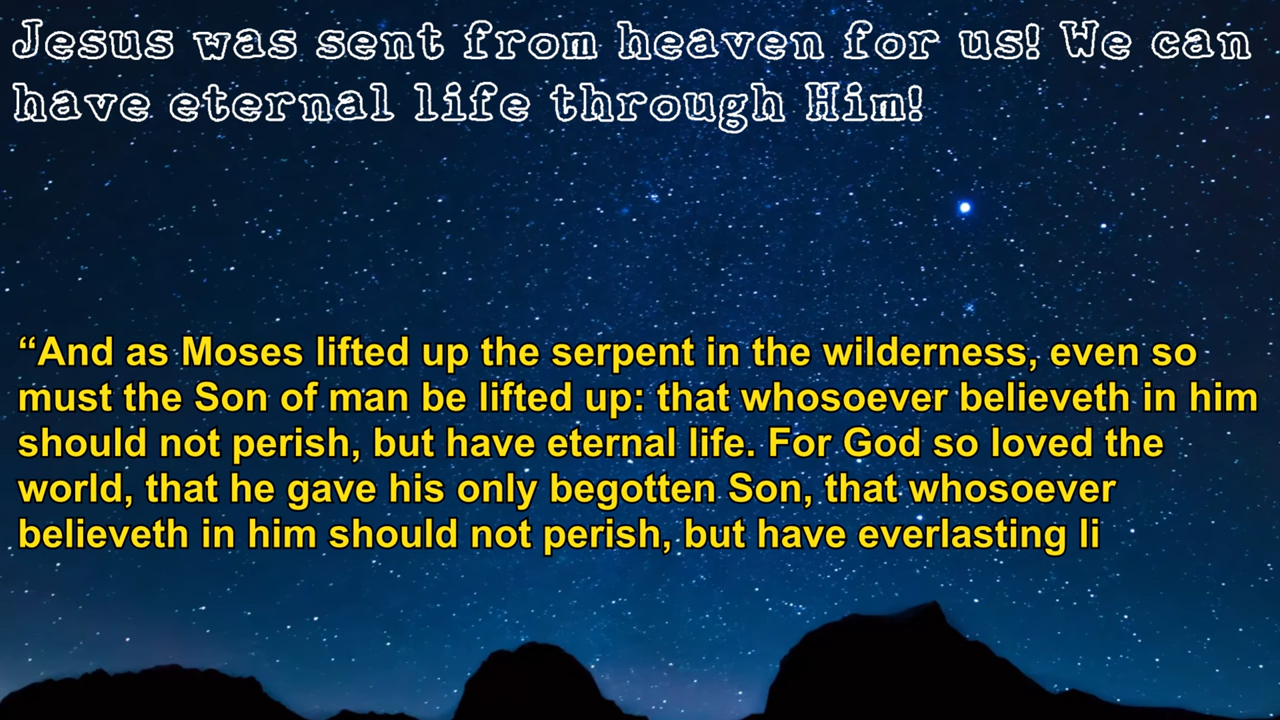 Jesus was sent from heaven for us! We can
have eternal life through Him!
“And as Moses lifted up the serpent in the wilderness, even so
must the Son of man be lifted up: that whosoever believeth in him
should not perish, but have eternal life. For God so loved the
world, that he gave his only begotten Son, that whosoever
believeth in him should not perish, but have everlasting li